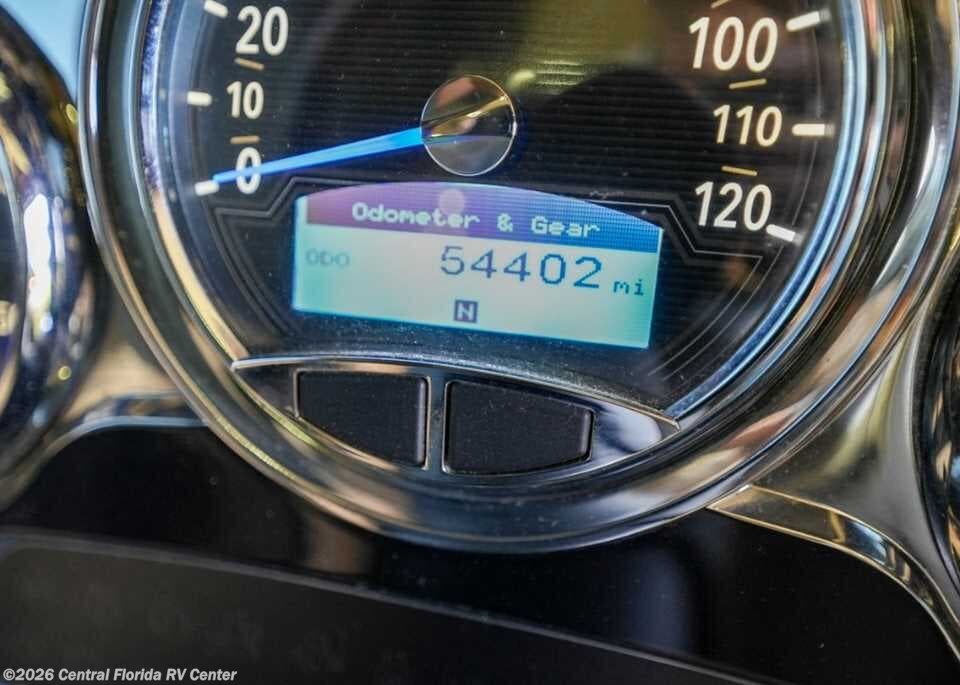 20
100
10
110
0
120
Odometer & Gear
ODO 54402 mi
N
©2026 Central Florida RV Center